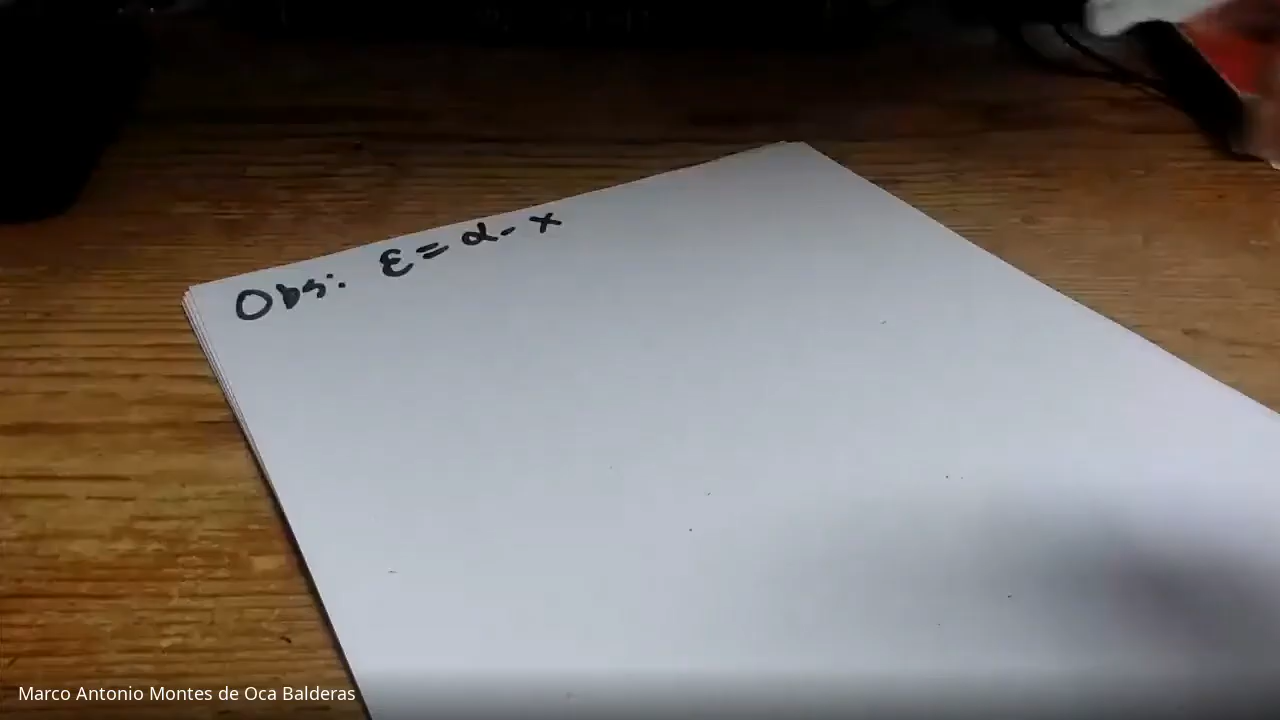 Obs: ε = α - x
Marco Antonio Montes de Oca Balderas